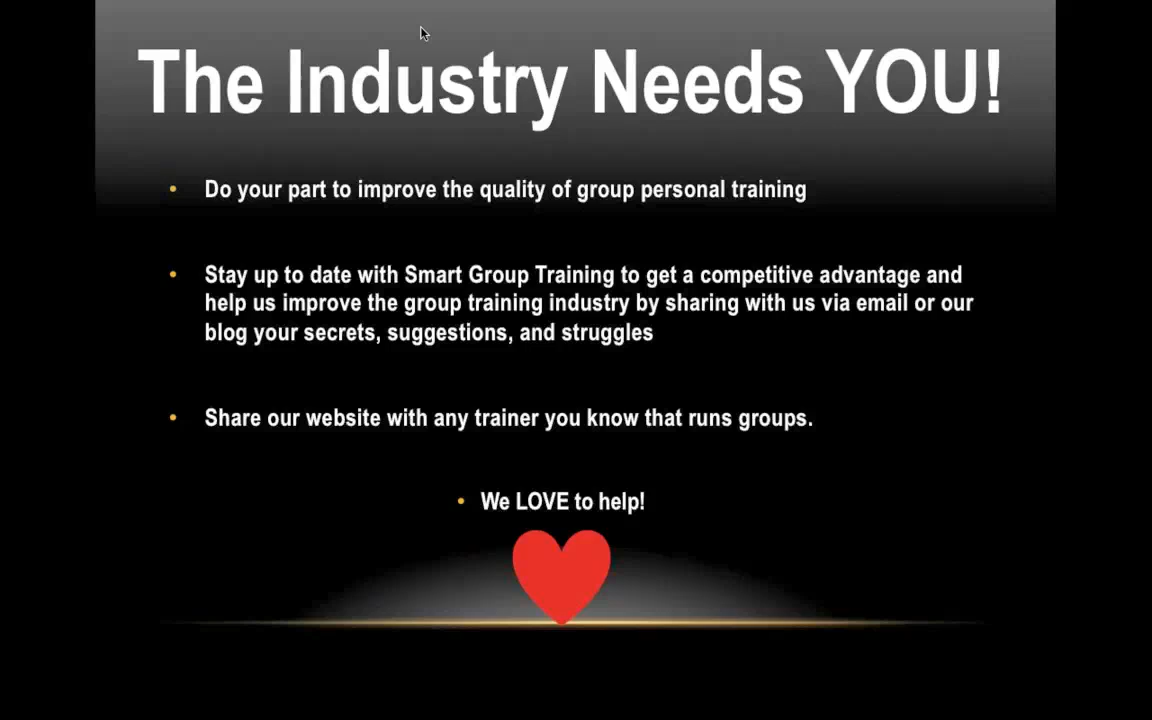 The Industry Needs YOU!
• Do your part to improve the quality of group personal training
• Stay up to date with Smart Group Training to get a competitive advantage and
help us improve the group training industry by sharing with us via email or our
blog your secrets, suggestions, and struggles
• Share our website with any trainer you know that runs groups.
• We LOVE to help!